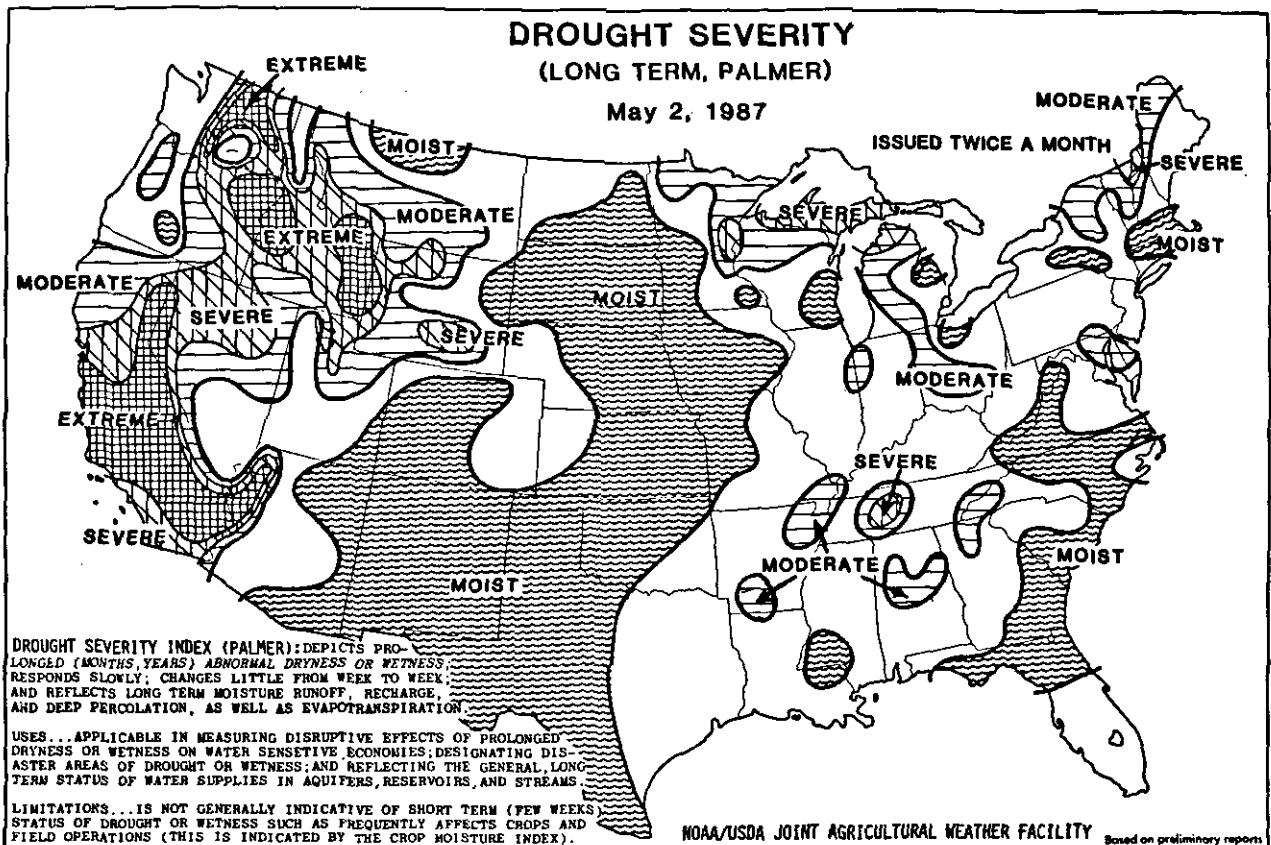 DROUGHT SEVERITY
(LONG TERM, PALMER)
May 2, 1987
EXTREME
MODERATE
ISSUED TWICE A MONTH
MOIST
SEVERE
MODERATE
SEVERE
EXTREME
MOIST
MODERATE
MOIST
SEVERE
SEVERE
MODERATE
EXTREME
SEVERE
SEVERE
MOIST
MODERATE
MOIST
DROUGHT SEVERITY INDEX (PALMER): DEPICTS PRO-
LONGED (MONTHS, YEARS) ABNORMAL DRYNESS OR WETNESS;
RESPONDS SLOWLY; CHANGES LITTLE FROM WEEK TO WEEK;
AND REFLECTS LONG TERM MOISTURE RUNOFF, RECHARGE,
AND DEEP PERCOLATION, AS WELL AS EVAPOTRANSPIRATION.
USES...APPLICABLE IN MEASURING DISRUPTIVE EFFECTS OF PROLONGED
DRYNESS OR WETNESS ON WATER SENSETIVE ECONOMIES; DESIGNATING DIS-
ASTER AREAS OF DROUGHT OR WETNESS; AND REFLECTING THE GENERAL, LONG
TERM STATUS OF WATER SUPPLIES IN AQUIFERS, RESERVOIRS, AND STREAMS.
LIMITATIONS...IS NOT GENERALLY INDICATIVE OF SHORT TERM (FEW WEEKS)
STATUS OF DROUGHT OR WETNESS SUCH AS FREQUENTLY AFFECTS CROPS AND
FIELD OPERATIONS (THIS IS INDICATED BY THE CROP MOISTURE INDEX).
NOAA/USDA JOINT AGRICULTURAL WEATHER FACILITY
Based on preliminary reports